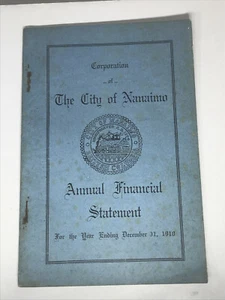 Corporation
of
The City of Nanaimo
Annual Financial
Statement
For the Year Ending December 31, 1910